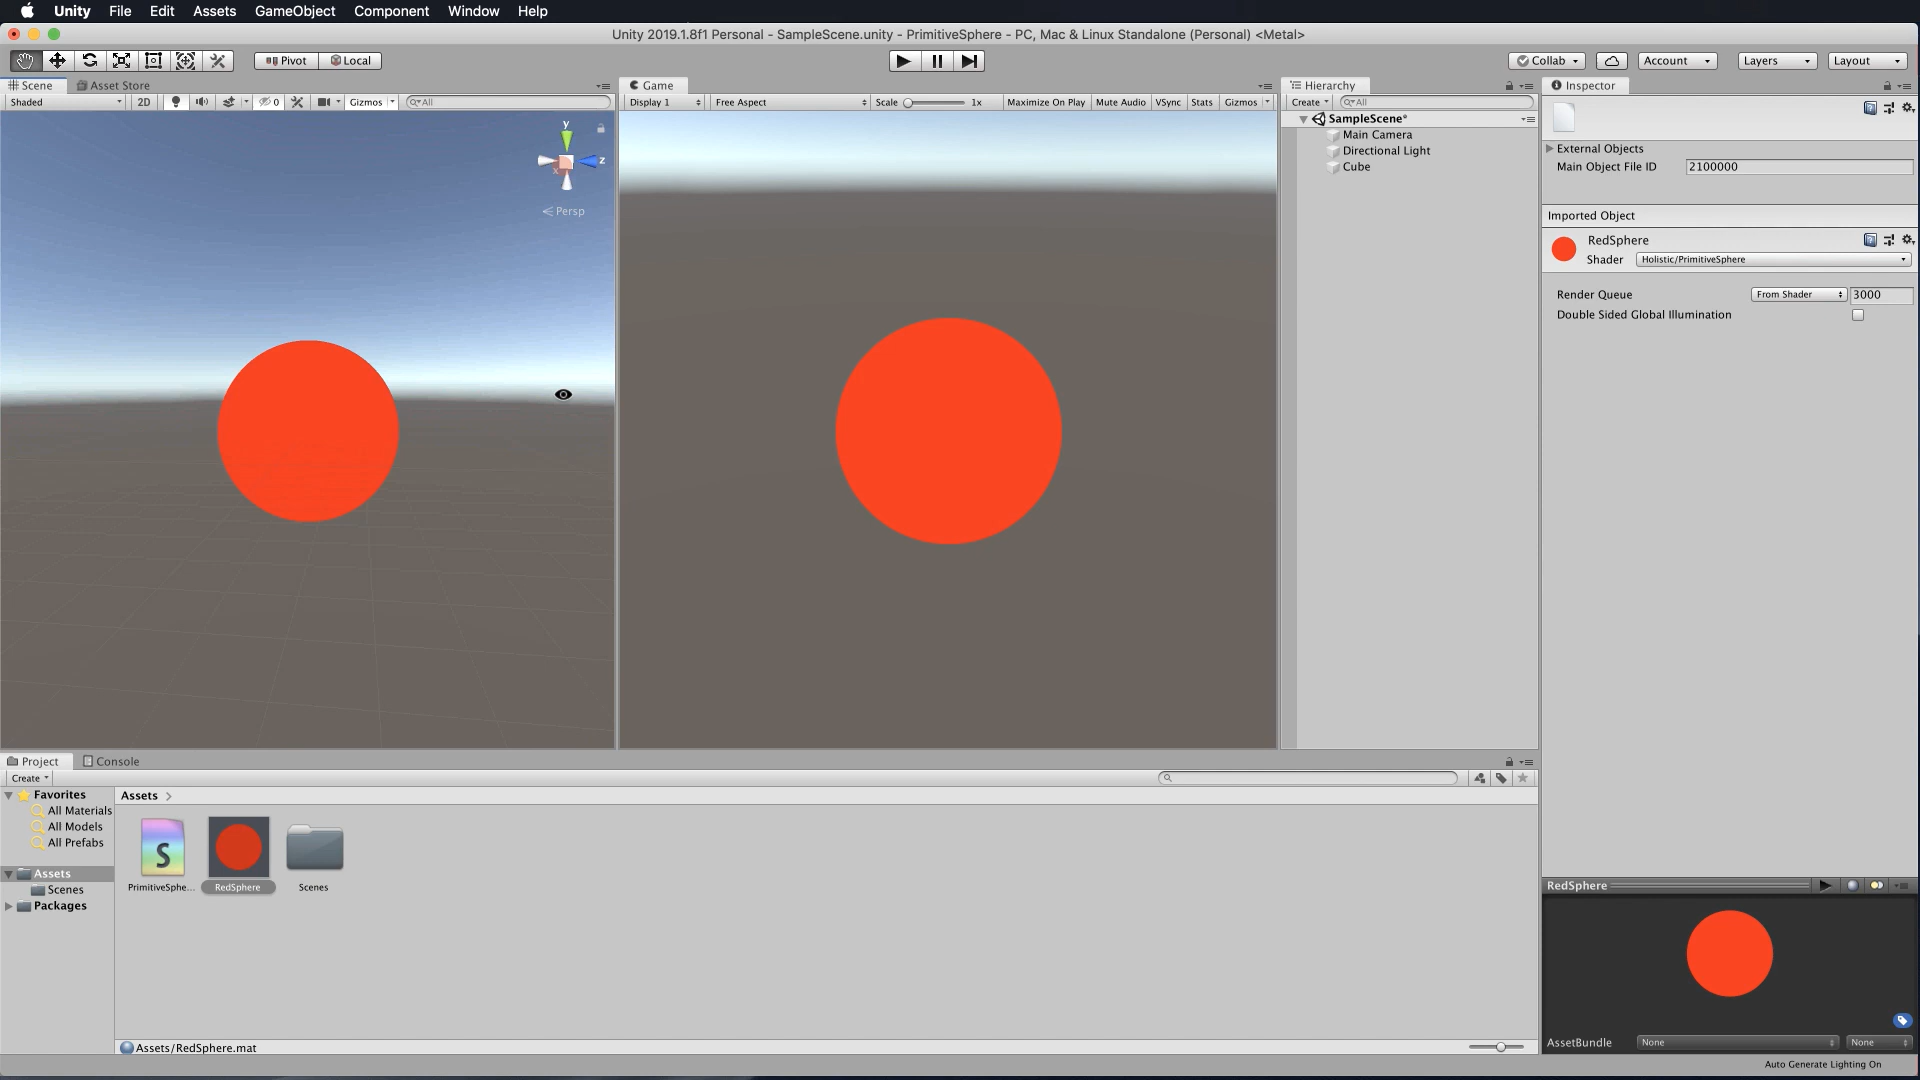 Unity File Edit Assets GameObject Component Window Help
Unity 2019.1.8f1 Personal - SampleScene.unity - PrimitiveSphere - PC, Mac & Linux Standalone (Personal) <Metal>
Pivot Local Collab Account Layers Layout
Scene Asset Store
Shaded 2D 0 Gizmos All
y
z
x
Persp
Game
Display 1 Free Aspect Scale 1x Maximize On Play Mute Audio VSync Stats Gizmos
Hierarchy
Create All
SampleScene*
Main Camera
Directional Light
Cube
Inspector
External Objects
Main Object File ID 2100000
Imported Object
RedSphere
Shader Holistic/PrimitiveSphere
Render Queue From Shader 3000
Double Sided Global Illumination
Project Console
Create
Favorites
All Materials
All Models
All Prefabs
Assets
Scenes
Packages
Assets
S
PrimitiveSphe... RedSphere Scenes
Assets/RedSphere.mat
RedSphere
AssetBundle None None
Auto Generate Lighting On